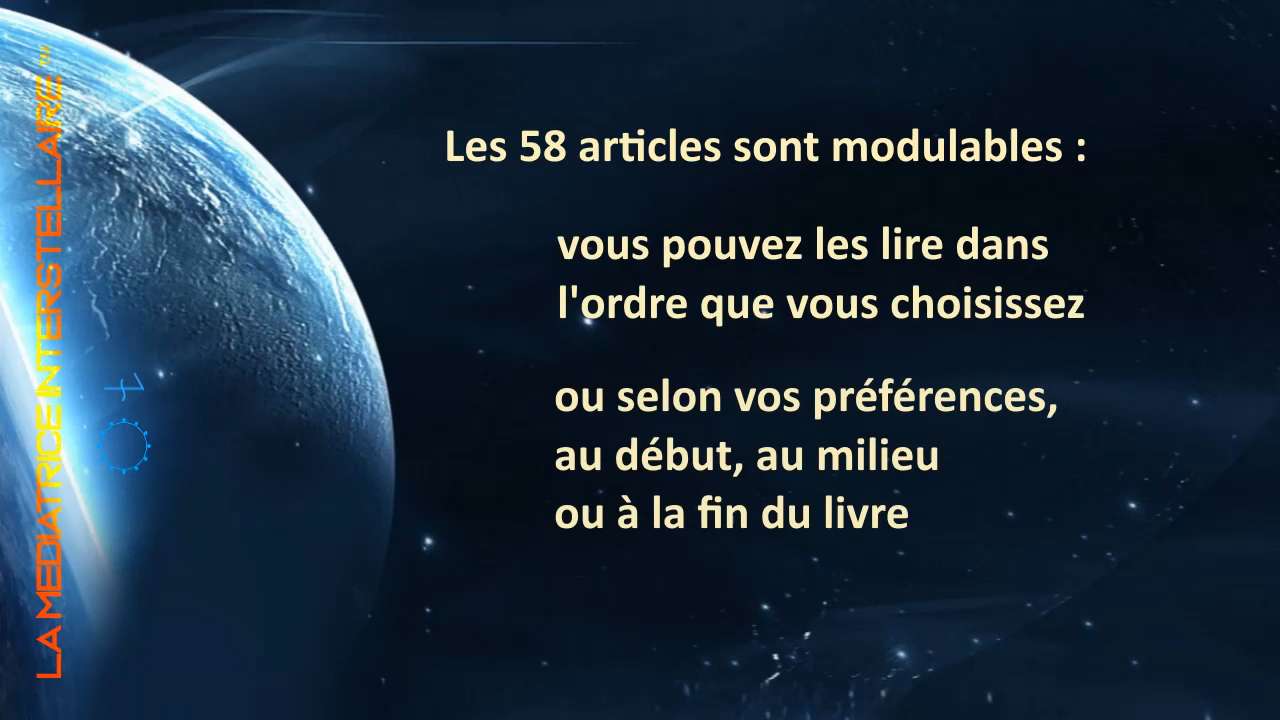 LA MEDIATRICE INTERSTELLAIRE™
Les 58 articles sont modulables :
vous pouvez les lire dans
l'ordre que vous choisissez
ou selon vos préférences,
au début, au milieu
ou à la fin du livre